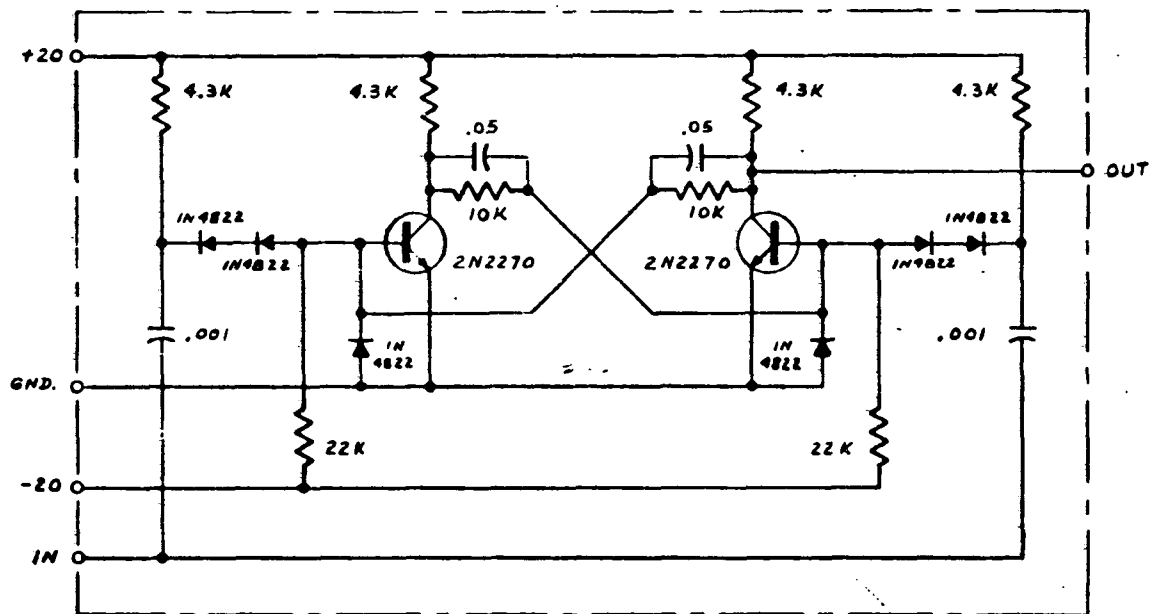 +20
4.3K
4.3K
4.3K
4.3K
.05
.05
OUT
10K
10K
1N4822
1N4822
1N4822
1N4822
2N2270
2N2270
.001
.001
1N
4822
1N
4822
GND.
22K
22K
-20
IN